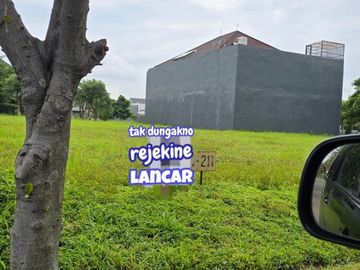 tak dungakno
rejekine
LANCAR
-211